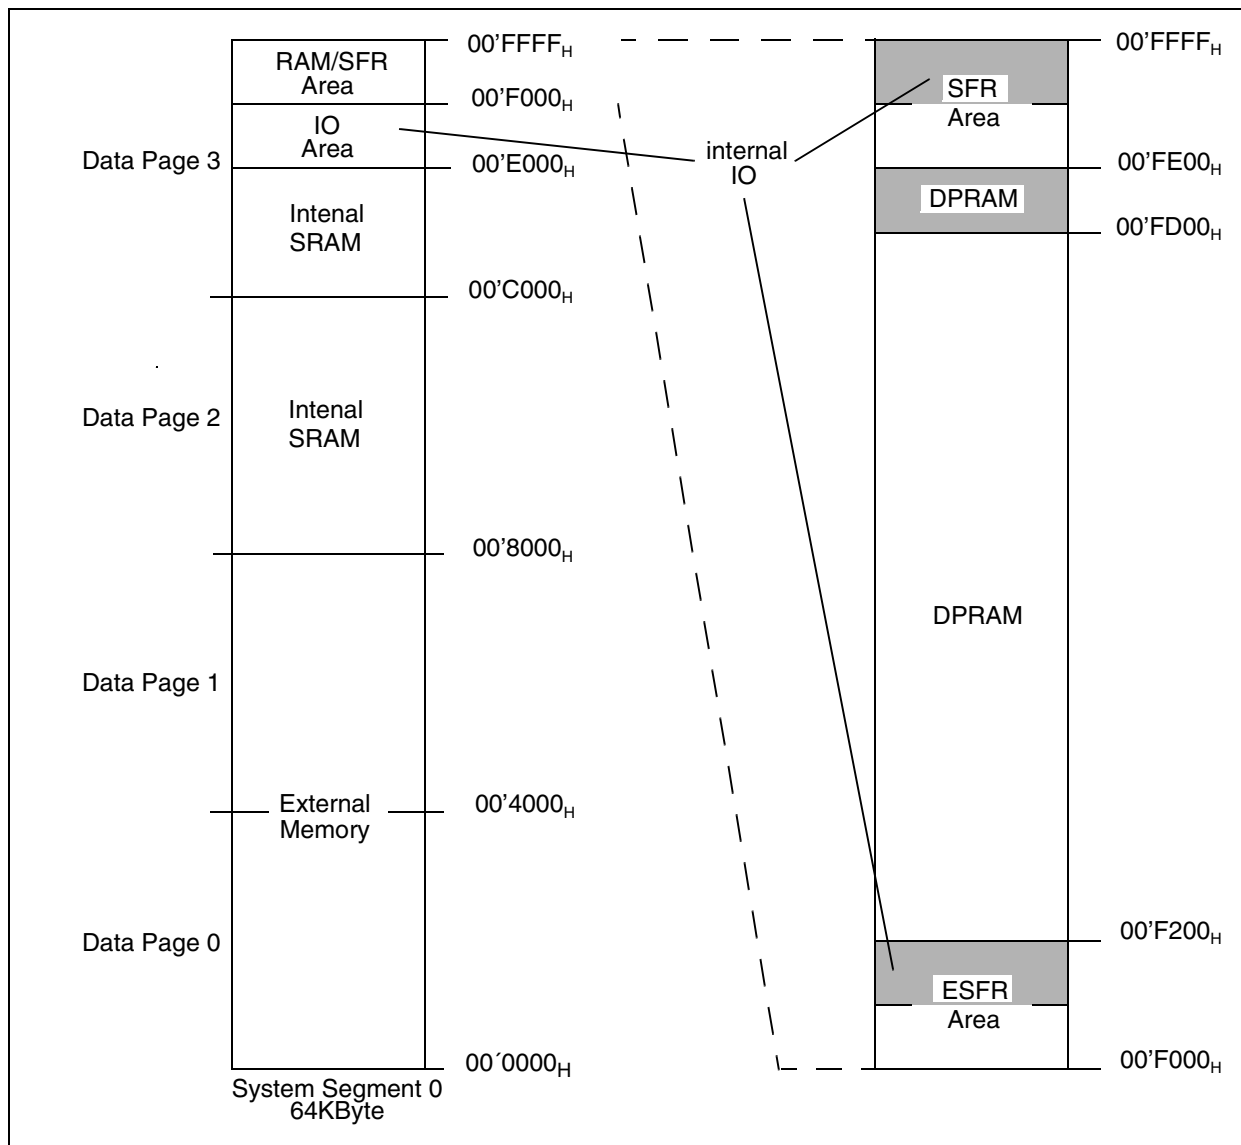 RAM/SFR
Area
00'FFFFH
00'F000H
IO
Area
Data Page 3
00'E000H
Intenal
SRAM
00'C000H
Data Page 2
Intenal
SRAM
00'8000H
Data Page 1
External
Memory
00'4000H
Data Page 0
00´0000H
System Segment 0
64KByte
internal
IO
00'FFFFH
SFR
Area
00'FE00H
DPRAM
00'FD00H
DPRAM
00'F200H
ESFR
Area
00'F000H